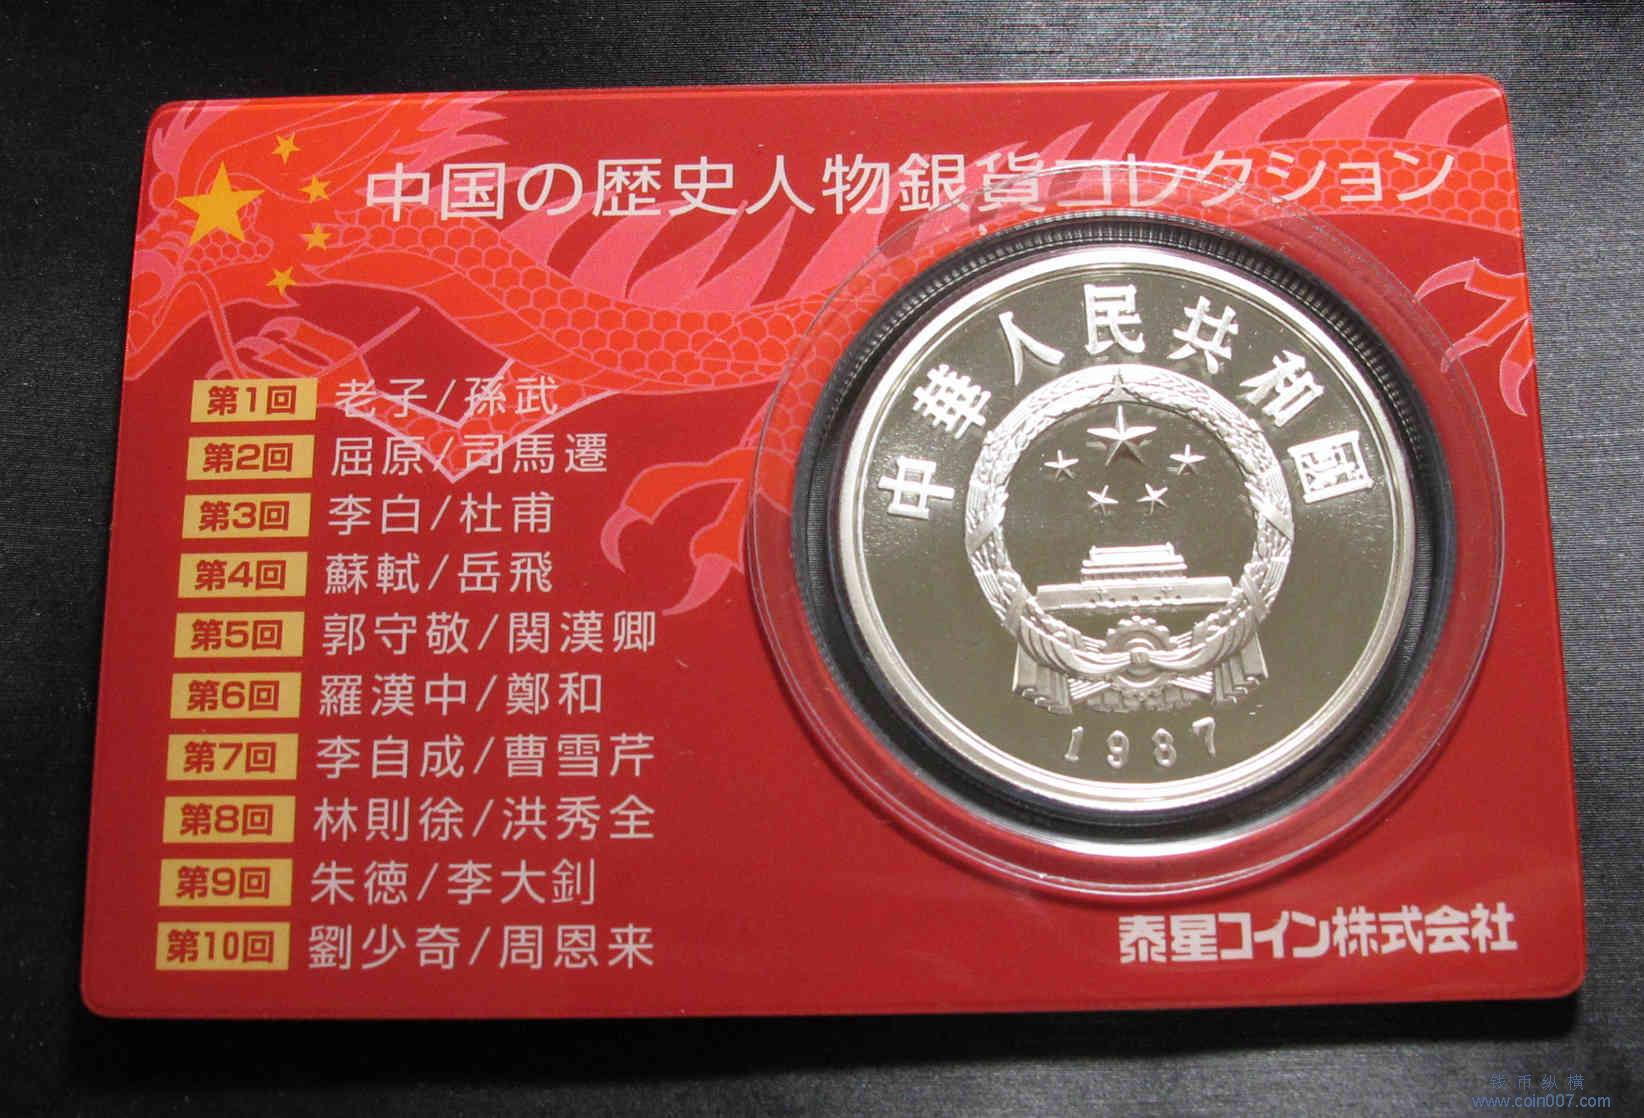 中国の歴史人物銀貨コレクション
第1回 老子/孫武
第2回 屈原/司馬遷
第3回 李白/杜甫
第4回 蘇軾/岳飛
第5回 郭守敬/関漢卿
第6回 羅漢中/鄭和
第7回 李自成/曹雪芹
第8回 林則徐/洪秀全
第9回 朱徳/李大釗
第10回 劉少奇/周恩来
中華人民共和國
1987
泰星コイン株式会社
钱币纵横
www.coin007.com